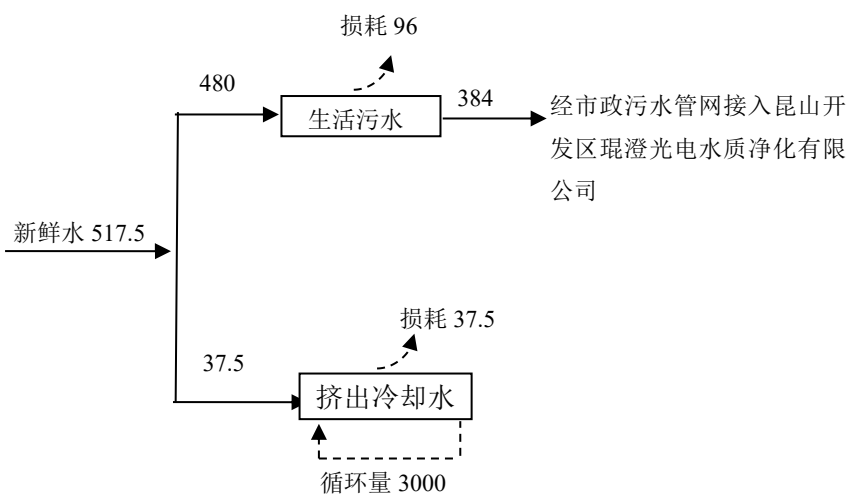 损耗 96
480
生活污水
384
经市政污水管网接入昆山开
发区琨澄光电水质净化有限
公司
新鲜水 517.5
损耗 37.5
37.5
挤出冷却水
循环量 3000